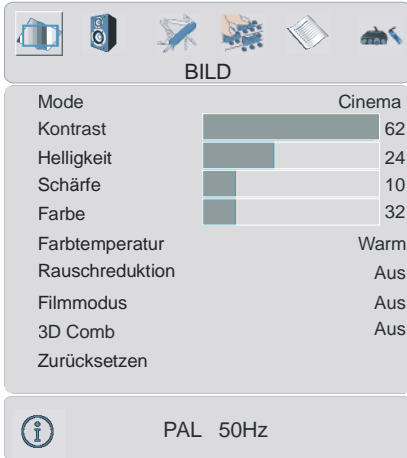 BILD
Mode Cinema
Kontrast 62
Helligkeit 24
Schärfe 10
Farbe 32
Farbtemperatur Warm
Rauschreduktion Aus
Filmmodus Aus
3D Comb Aus
Zurücksetzen
PAL 50Hz